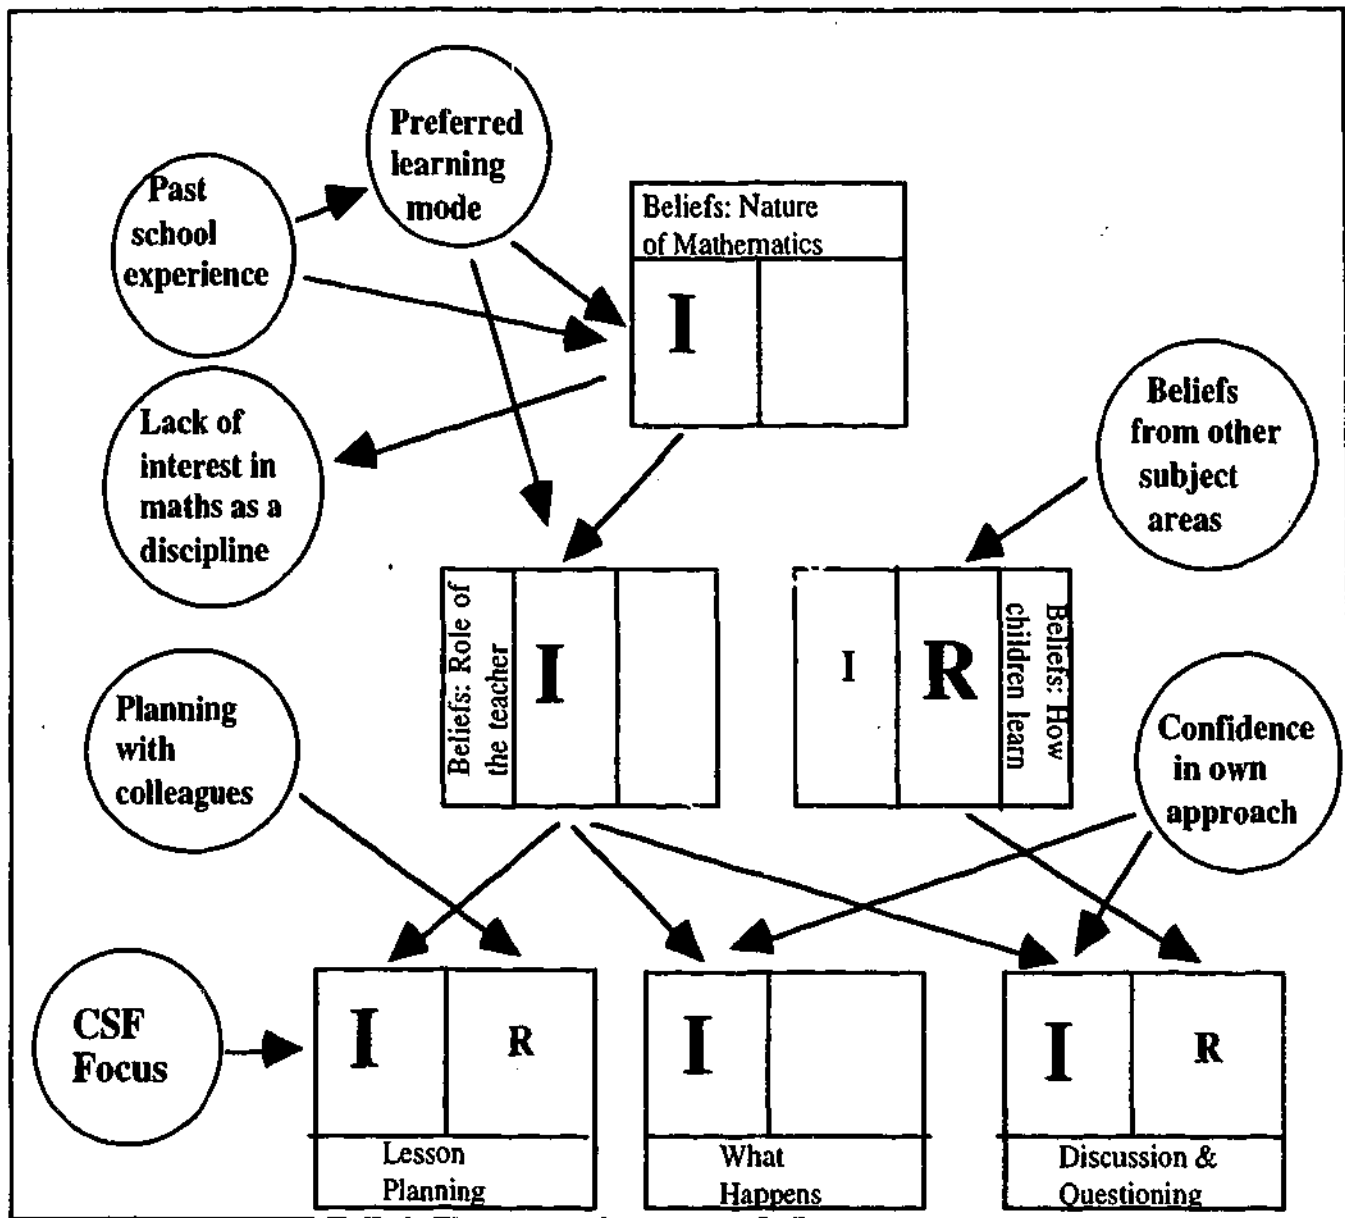 Preferred
learning
mode
Past
school
experience
Beliefs: Nature
of Mathematics
I
Lack of
interest in
maths as a
discipline
Beliefs
from other
subject
areas
Beliefs: Role of
the teacher
I
I
R
Beliefs: How
children learn
Planning
with
colleagues
Confidence
in own
approach
CSF
Focus
I
R
Lesson
Planning
I
What
Happens
I
R
Discussion &
Questioning